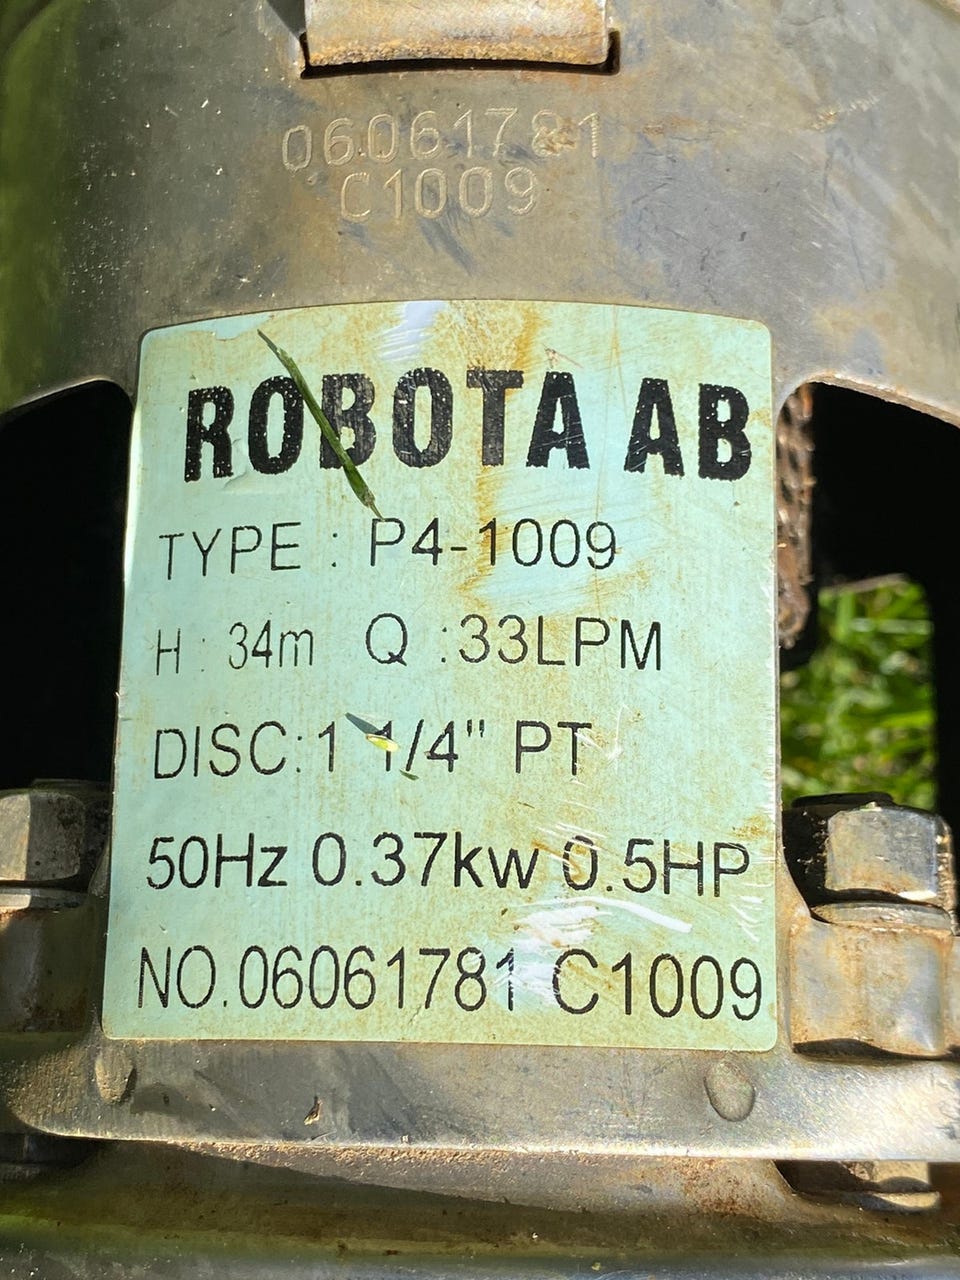 06061781
C1009
ROBOTA AB
TYPE : P4-1009
H : 34m Q :33LPM
DISC:1 1/4" PT
50Hz 0.37kw 0.5HP
NO.06061781 C1009